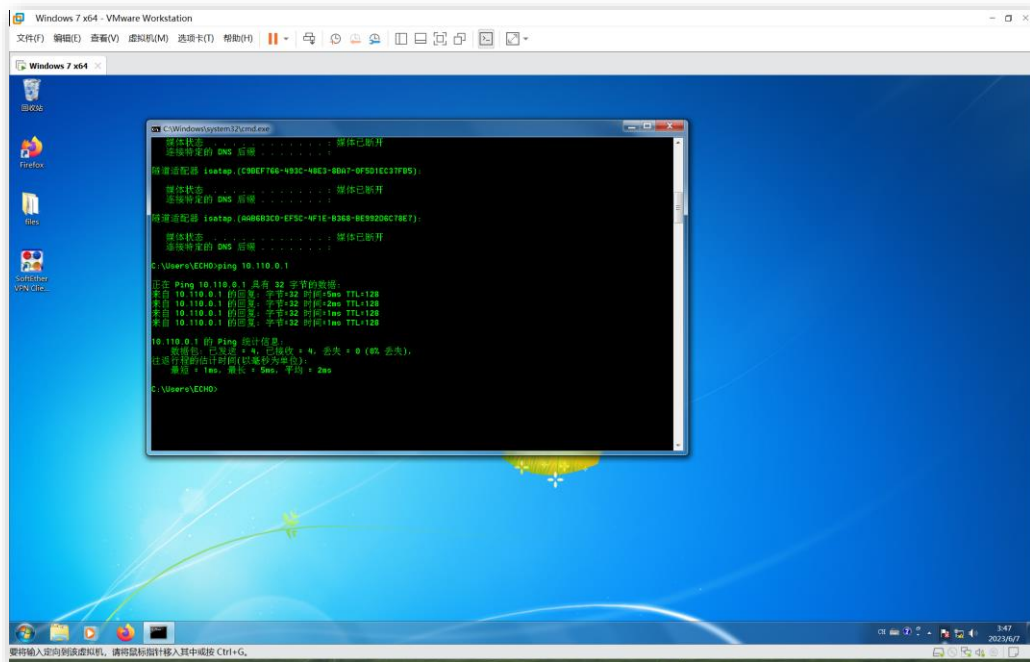 Windows 7 x64 - VMware Workstation
文件(F) 编辑(E) 查看(V) 虚拟机(M) 选项卡(T) 帮助(H)
Windows 7 x64
回收站
Firefox
files
SoftEther
VPN Clie...
C:\Windows\system32\cmd.exe
媒体状态 . . . . . . . . . . . . : 媒体已断开
连接特定的 DNS 后缀 . . . . . . . :
隧道适配器 isatap.{C9BEF766-493C-4BE3-8BA7-0F5D1EC37FB5}:
媒体状态 . . . . . . . . . . . . : 媒体已断开
连接特定的 DNS 后缀 . . . . . . . :
隧道适配器 isatap.{AAB6B3C0-EF5C-4F1E-B368-BE992D6C78E7}:
媒体状态 . . . . . . . . . . . . : 媒体已断开
连接特定的 DNS 后缀 . . . . . . . :
C:\Users\ECHO>ping 10.110.0.1
正在 Ping 10.110.0.1 具有 32 字节的数据:
来自 10.110.0.1 的回复: 字节=32 时间=5ms TTL=128
来自 10.110.0.1 的回复: 字节=32 时间=2ms TTL=128
来自 10.110.0.1 的回复: 字节=32 时间=1ms TTL=128
来自 10.110.0.1 的回复: 字节=32 时间=1ms TTL=128
10.110.0.1 的 Ping 统计信息:
数据包: 已发送 = 4，已接收 = 4，丢失 = 0 (0% 丢失)，
往返行程的估计时间(以毫秒为单位):
最短 = 1ms，最长 = 5ms，平均 = 2ms
C:\Users\ECHO>
CH
3:47
2023/6/7
要将输入定向到该虚拟机，请将鼠标指针移入其中或按 Ctrl+G。